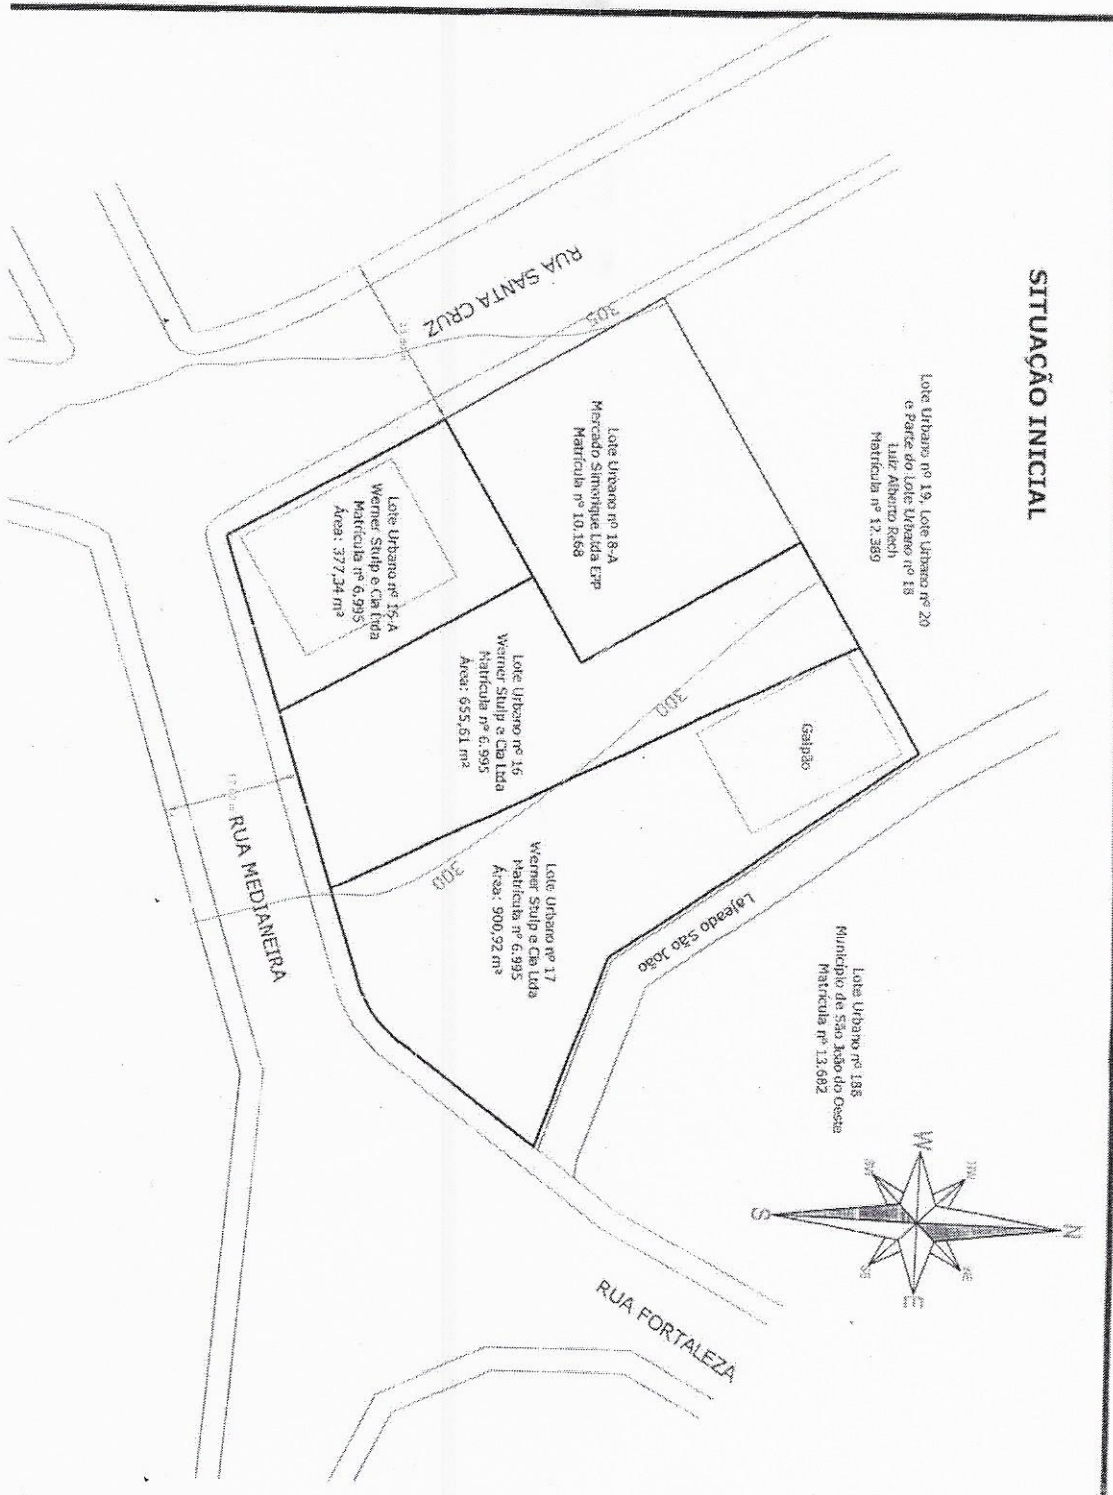 SITUAÇÃO INICIAL
Lote Urbano nº 19, Lote Urbano nº 20
e Parte do Lote Urbano nº 18
Luiz Alberto Rech
Matrícula nº 12.389
RUA SANTA CRUZ
305
Lote Urbano nº 18-A
Mercado Simonique Ltda Epp
Matrícula nº 10.168
Lote Urbano nº 15-A
Werner Stulp e Cia Ltda
Matrícula nº 6.995
Área: 377,34 m²
Lote Urbano nº 16
Werner Stulp e Cia Ltda
Matrícula nº 6.995
Área: 655,61 m²
300
Galpão
Lote Urbano nº 17
Werner Stulp e Cia Ltda
Matrícula nº 6.995
Área: 900,92 m²
300
Lajeado São João
Lote Urbano nº 188
Município de São João do Oeste
Matrícula nº 13.682
RUA MEDIANEIRA
RUA FORTALEZA
N
NE
E
SE
S
SW
W
NW